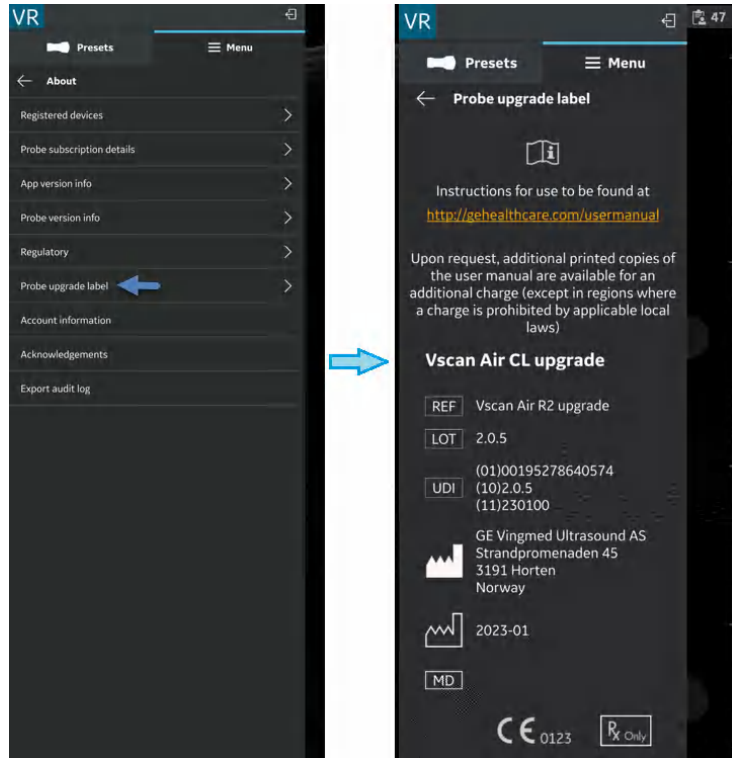 VR
Presets
Menu
About
Registered devices
Probe subscription details
App version info
Probe version info
Regulatory
Probe upgrade label
Account information
Acknowledgements
Export audit log
VR
47
Presets
Menu
Probe upgrade label
Instructions for use to be found at
http://gehealthcare.com/usermanual
Upon request, additional printed copies of
the user manual are available for an
additional charge (except in regions where
a charge is prohibited by applicable local
laws)
Vscan Air CL upgrade
REF Vscan Air R2 upgrade
LOT 2.0.5
UDI (01)00195278640574
(10)2.0.5
(11)230100
GE Vingmed Ultrasound AS
Strandpromenaden 45
3191 Horten
Norway
2023-01
MD
CE 0123
Rx Only